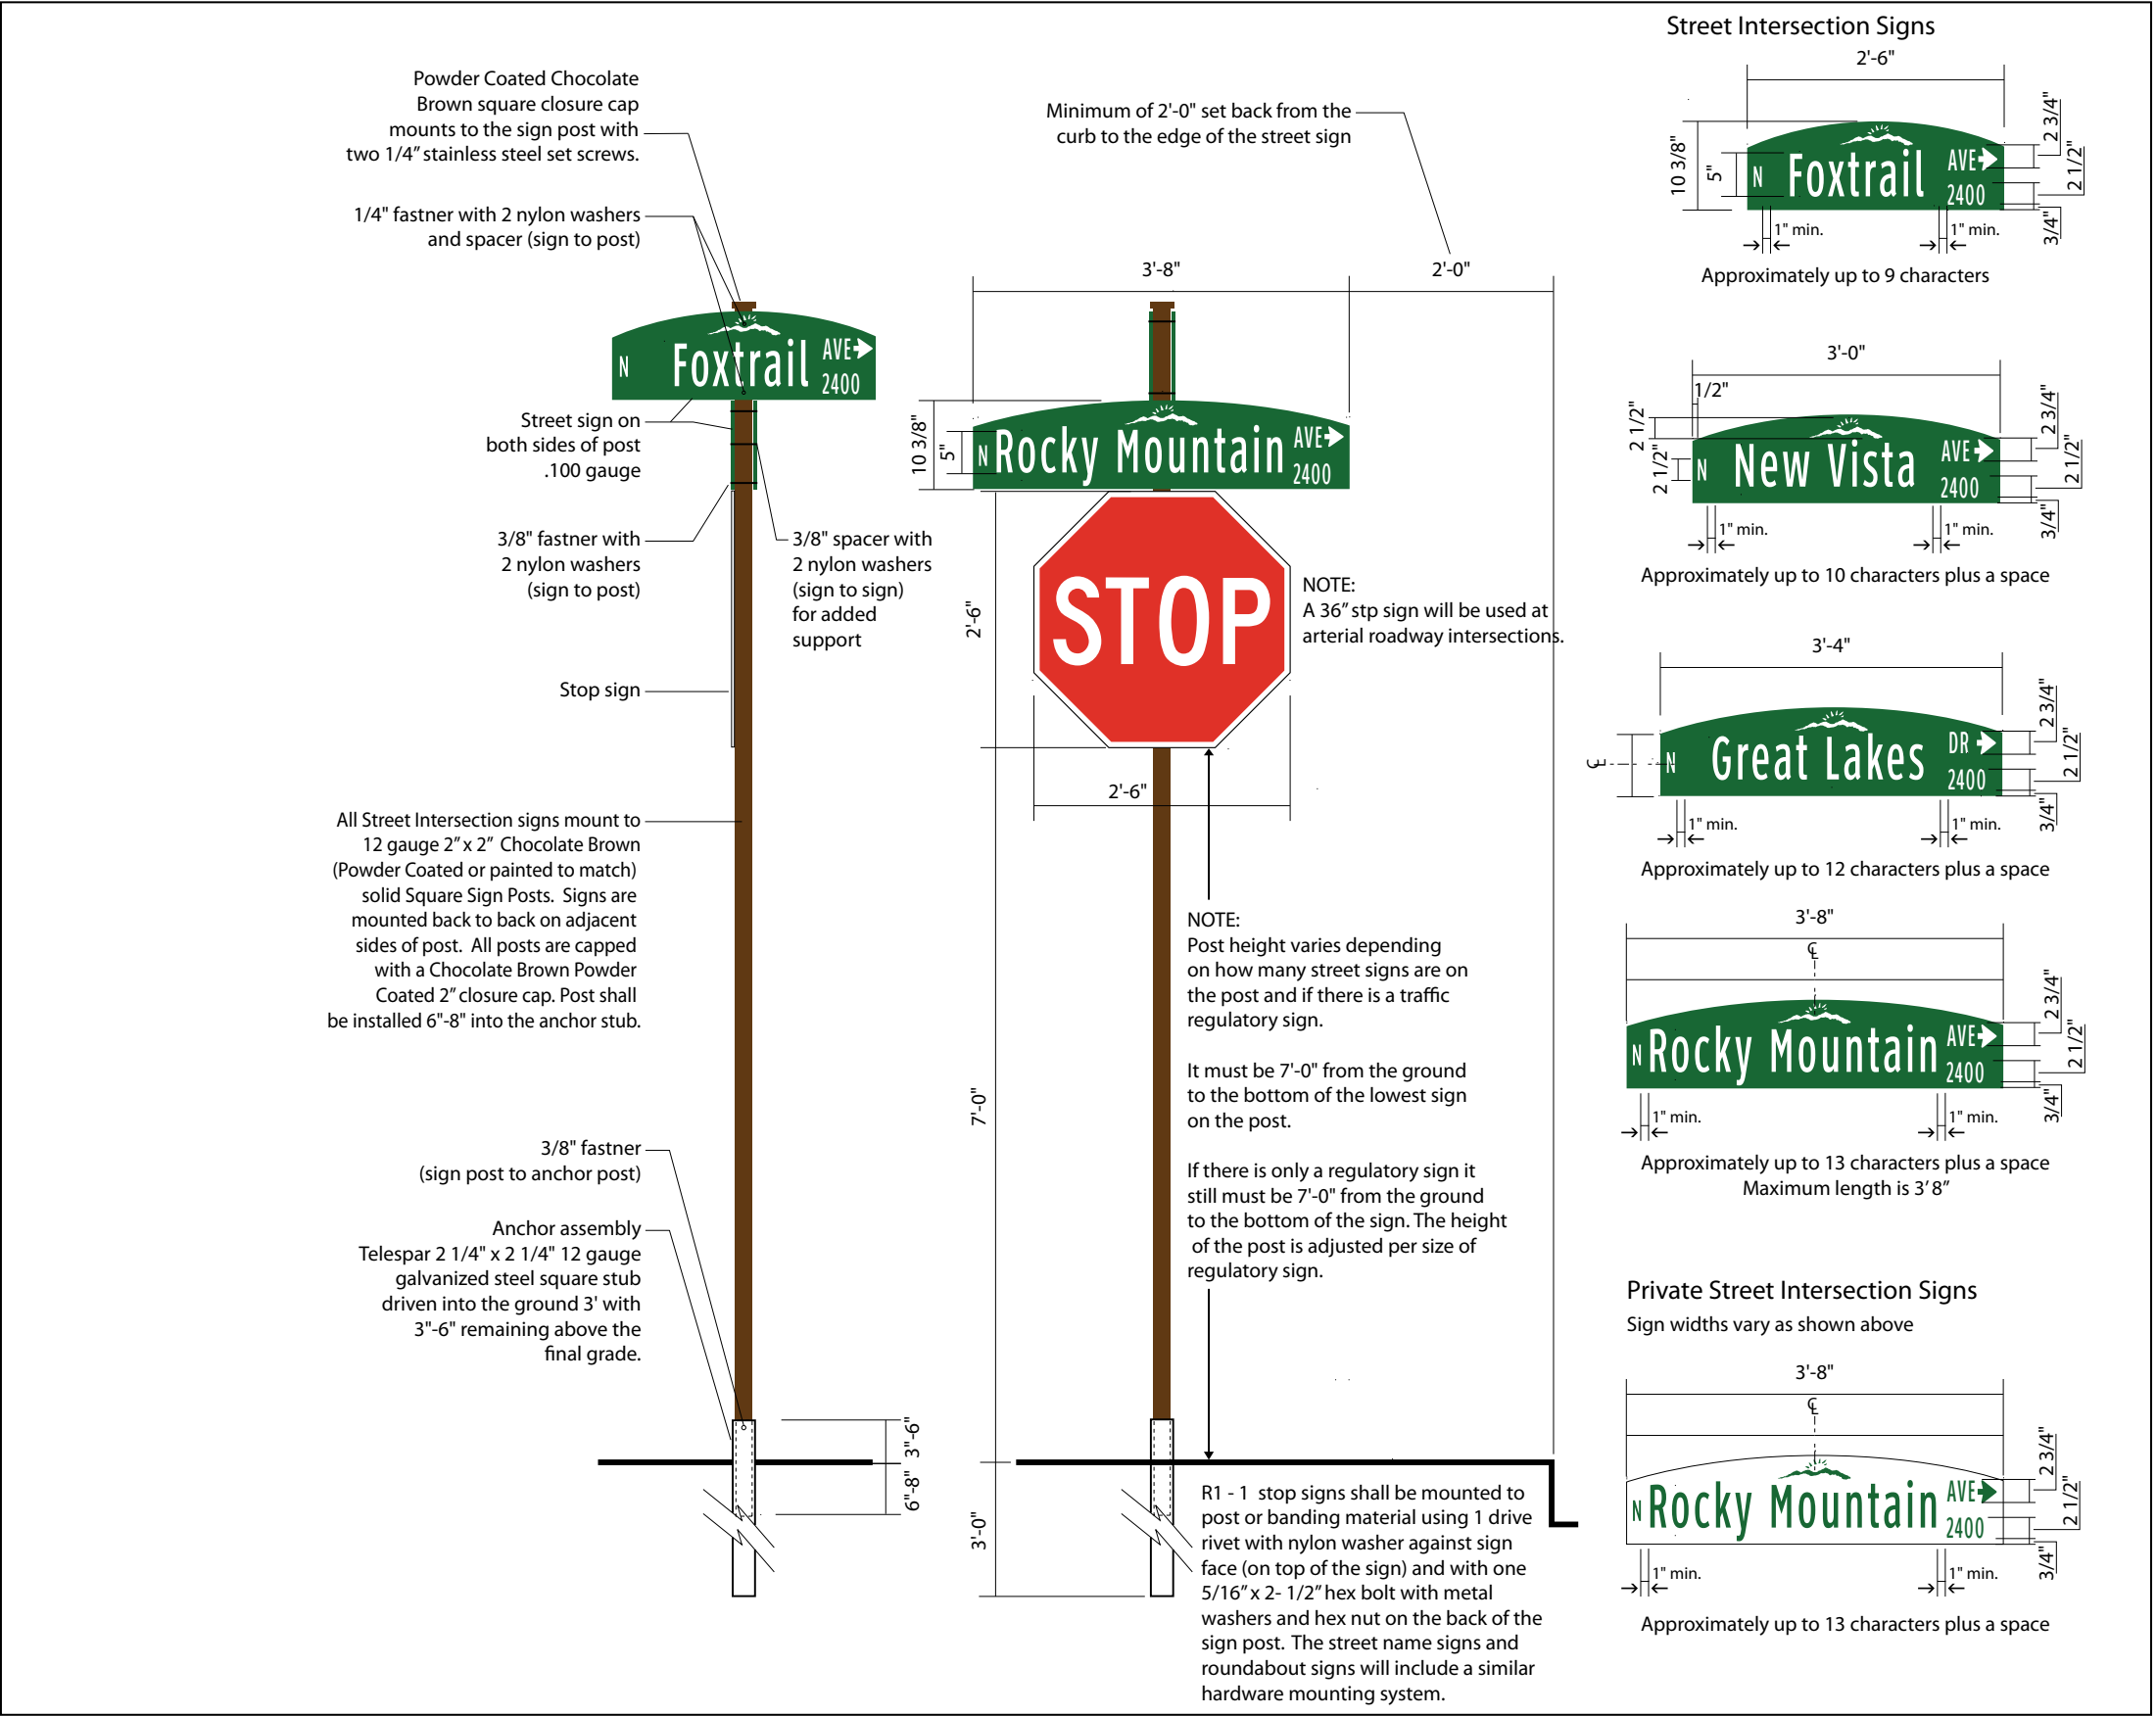 Powder Coated Chocolate
Brown square closure cap
mounts to the sign post with
two 1/4” stainless steel set screws.
1/4" fastner with 2 nylon washers
and spacer (sign to post)
N
Foxtrail
AVE
2400
Street sign on
both sides of post
.100 gauge
3/8" fastner with
2 nylon washers
(sign to post)
3/8" spacer with
2 nylon washers
(sign to sign)
for added
support
Stop sign
All Street Intersection signs mount to
12 gauge 2” x 2” Chocolate Brown
(Powder Coated or painted to match)
solid Square Sign Posts. Signs are
mounted back to back on adjacent
sides of post. All posts are capped
with a Chocolate Brown Powder
Coated 2” closure cap. Post shall
be installed 6"-8" into the anchor stub.
3/8" fastner
(sign post to anchor post)
Anchor assembly
Telespar 2 1/4" x 2 1/4" 12 gauge
galvanized steel square stub
driven into the ground 3' with
3"-6" remaining above the
final grade.
3"-6"
6"-8"
Minimum of 2'-0" set back from the
curb to the edge of the street sign
3'-8"
2'-0"
10 3/8"
5"
N
Rocky Mountain
AVE
2400
STOP
2'-6"
2'-6"
NOTE:
A 36” stp sign will be used at
arterial roadway intersections.
NOTE:
Post height varies depending
on how many street signs are on
the post and if there is a traffic
regulatory sign.
It must be 7'-0" from the ground
to the bottom of the lowest sign
on the post.
If there is only a regulatory sign it
still must be 7'-0" from the ground
to the bottom of the sign. The height
of the post is adjusted per size of
regulatory sign.
7'-0"
3'-0"
R1 - 1 stop signs shall be mounted to
post or banding material using 1 drive
rivet with nylon washer against sign
face (on top of the sign) and with one
5/16” x 2- 1/2” hex bolt with metal
washers and hex nut on the back of the
sign post. The street name signs and
roundabout signs will include a similar
hardware mounting system.
Street Intersection Signs
2'-6"
10 3/8"
5"
N
Foxtrail
AVE
2400
2 3/4"
2 1/2"
3/4"
1" min.
1" min.
Approximately up to 9 characters
3'-0"
1/2"
2 1/2"
2 1/2"
N
New Vista
AVE
2400
2 3/4"
2 1/2"
3/4"
1" min.
1" min.
Approximately up to 10 characters plus a space
3'-4"
℄
N
Great Lakes
DR
2400
2 3/4"
2 1/2"
3/4"
1" min.
1" min.
Approximately up to 12 characters plus a space
3'-8"
℄
N
Rocky Mountain
AVE
2400
2 3/4"
2 1/2"
3/4"
1" min.
1" min.
Approximately up to 13 characters plus a space
Maximum length is 3’ 8”
Private Street Intersection Signs
Sign widths vary as shown above
3'-8"
℄
N
Rocky Mountain
AVE
2400
2 3/4"
2 1/2"
3/4"
1" min.
1" min.
Approximately up to 13 characters plus a space